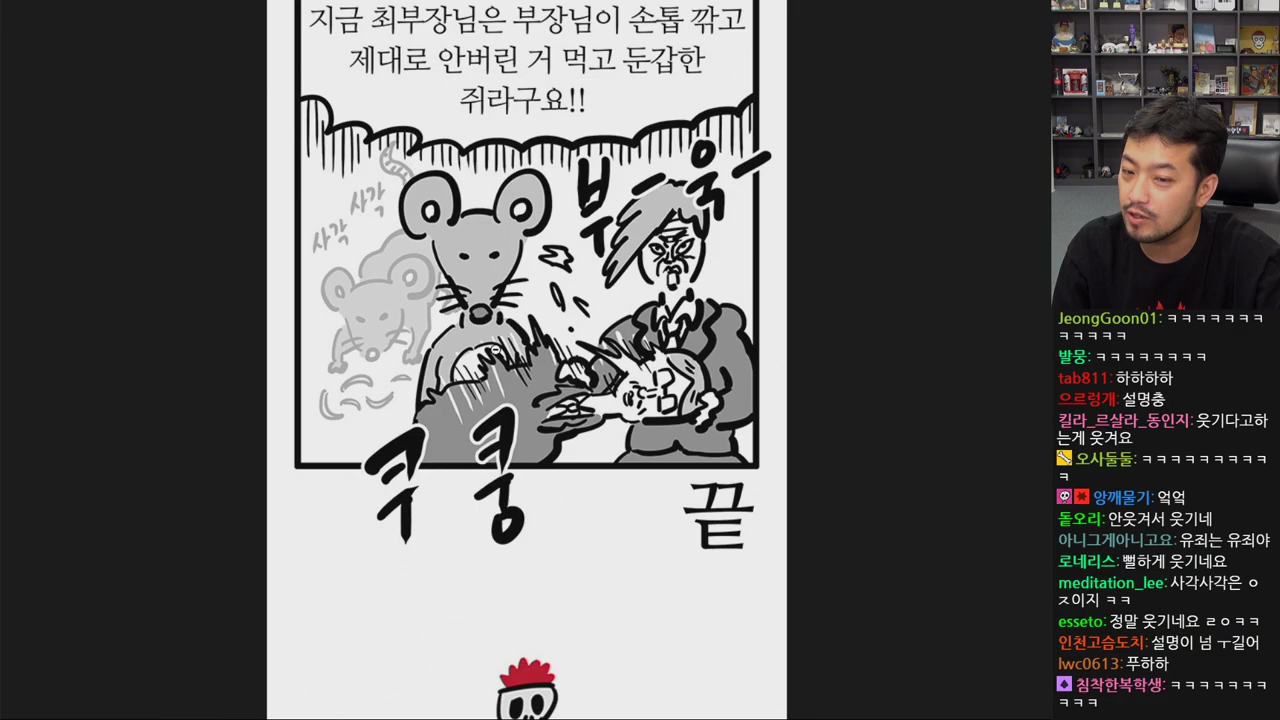 지금 최부장님은 부장님이 손톱 깎고
제대로 안버린 거 먹고 둔갑한
쥐라구요!!
사각
사각
부-욱-
쿠쿵
끝
JeongGoon01: ㅋㅋㅋㅋㅋㅋㅋ
ㅋㅋㅋㅋㅋ
발뭉: ㅋㅋㅋㅋㅋㅋㅋㅋ
tab811: 하하하하
으르렁개: 설명충
킬라_르살라_동인지: 웃기다고하
는게 웃겨요
오사둘둘: ㅋㅋㅋㅋㅋㅋㅋㅋㅋ
ㅋ
앙깨물기: 엌엌
돝오리: 안웃겨서 웃기네
아니그게아니고요: 유죄는 유죄야
로네리스: 뻘하게 웃기네요
meditation_lee: 사각사각은 ㅇ
ㅈ이지 ㅋㅋ
esseto: 정말 웃기네요 ㄹㅇㅋㅋ
인천고슴도치: 설명이 넘 ㅜ길어
lwc0613: 푸하하
침착한복학생: ㅋㅋㅋㅋㅋㅋㅋ
ㅋㅋㅋ